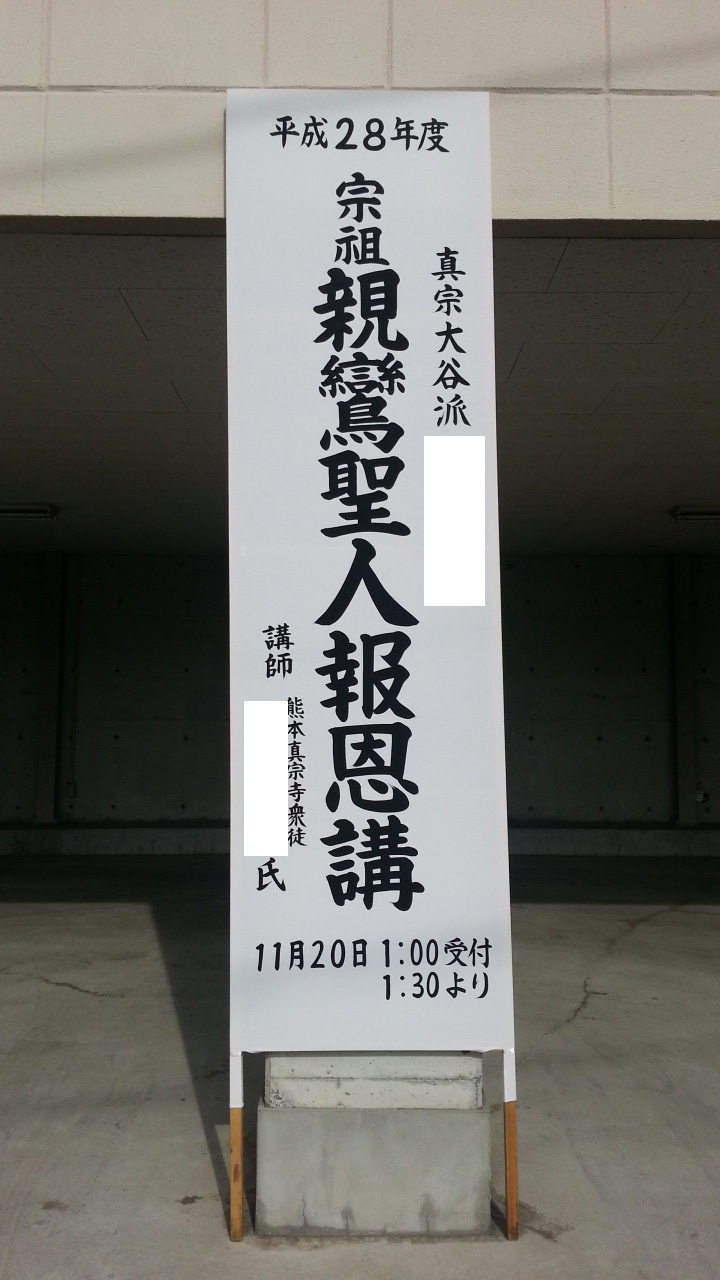 平成28年度
真宗大谷派
宗祖親鸞聖人報恩講
講師
熊本真宗寺衆徒
氏
11月20日 1:00受付
1:30より